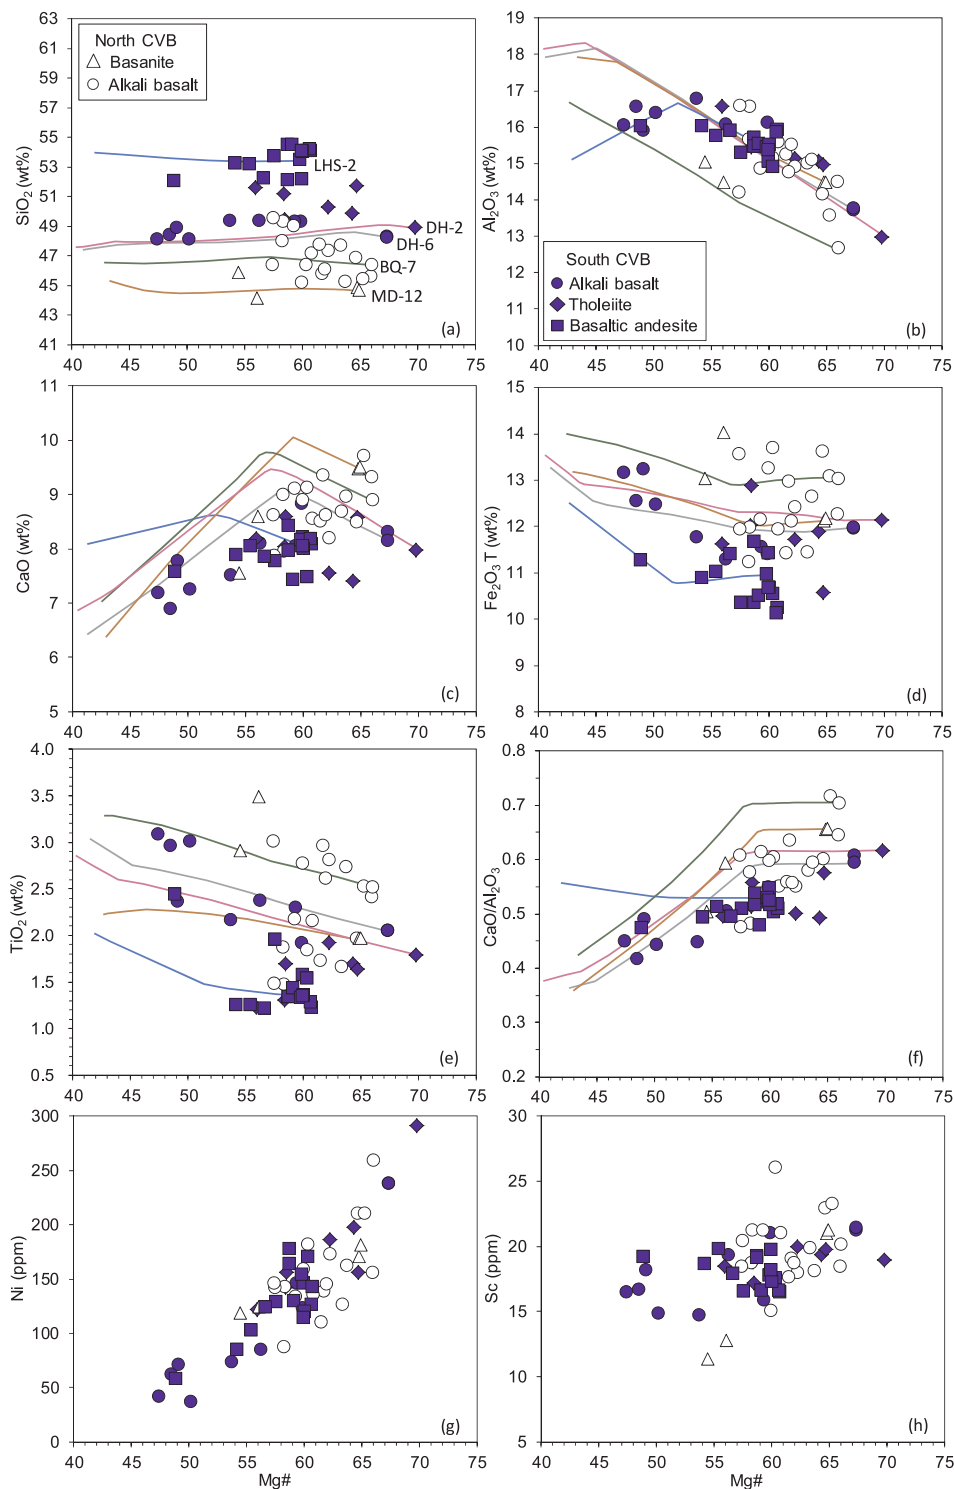 63
61
59
57
55
53
51
49
47
45
43
41
SiO2 (wt%)
North CVB
Basanite
Alkali basalt
LHS-2
DH-2
DH-6
BQ-7
MD-12
(a)
40 45 50 55 60 65 70 75
19
18
17
16
15
14
13
12
11
10
Al2O3 (wt%)
South CVB
Alkali basalt
Tholeiite
Basaltic andesite
(b)
40 45 50 55 60 65 70 75
11
10
9
8
7
6
5
CaO (wt%)
(c)
40 45 50 55 60 65 70 75
15
14
13
12
11
10
9
8
Fe2O3T (wt%)
(d)
40 45 50 55 60 65 70 75
4.0
3.5
3.0
2.5
2.0
1.5
1.0
0.5
TiO2 (wt%)
(e)
40 45 50 55 60 65 70 75
0.8
0.7
0.6
0.5
0.4
0.3
0.2
CaO/Al2O3
(f)
40 45 50 55 60 65 70 75
300
250
200
150
100
50
0
Ni (ppm)
(g)
40 45 50 55 60 65 70 75
Mg#
30
25
20
15
10
5
Sc (ppm)
(h)
40 45 50 55 60 65 70 75
Mg#